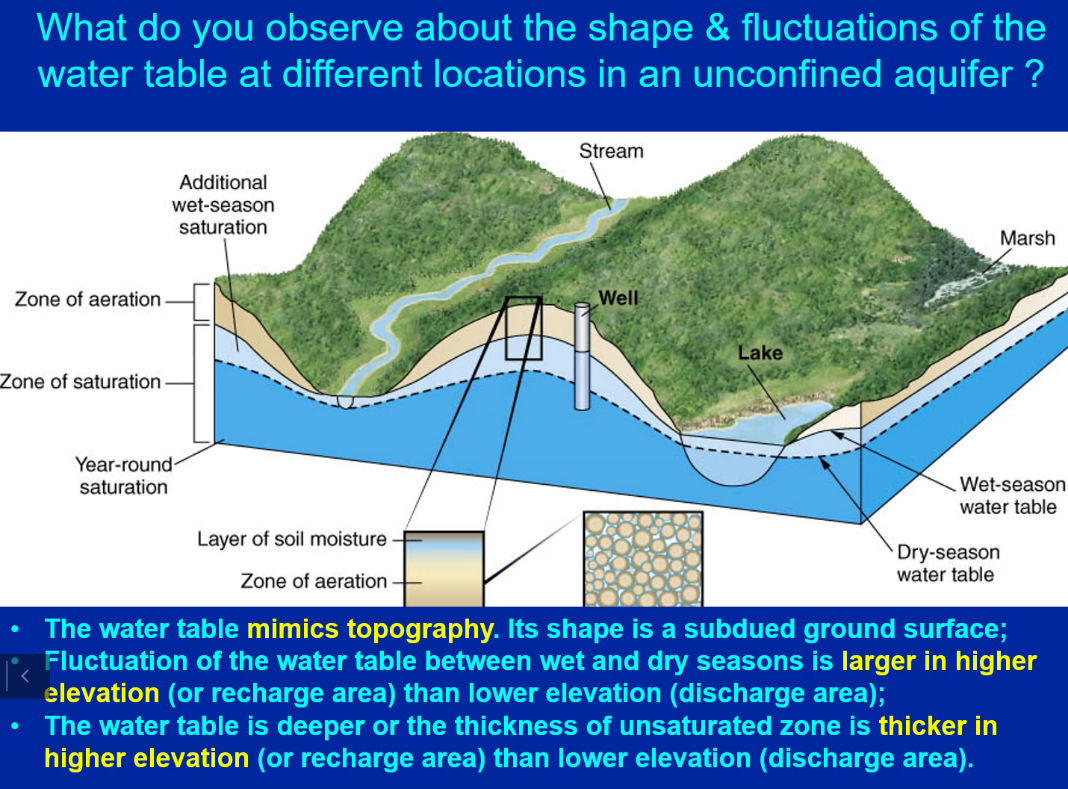 What do you observe about the shape & fluctuations of the
water table at different locations in an unconfined aquifer ?
Stream
Additional
wet-season
saturation
Marsh
Zone of aeration
Well
Lake
Zone of saturation
Year-round
saturation
Wet-season
water table
Layer of soil moisture
Dry-season
water table
Zone of aeration
• The water table mimics topography. Its shape is a subdued ground surface;
• Fluctuation of the water table between wet and dry seasons is larger in higher
elevation (or recharge area) than lower elevation (discharge area);
• The water table is deeper or the thickness of unsaturated zone is thicker in
higher elevation (or recharge area) than lower elevation (discharge area).